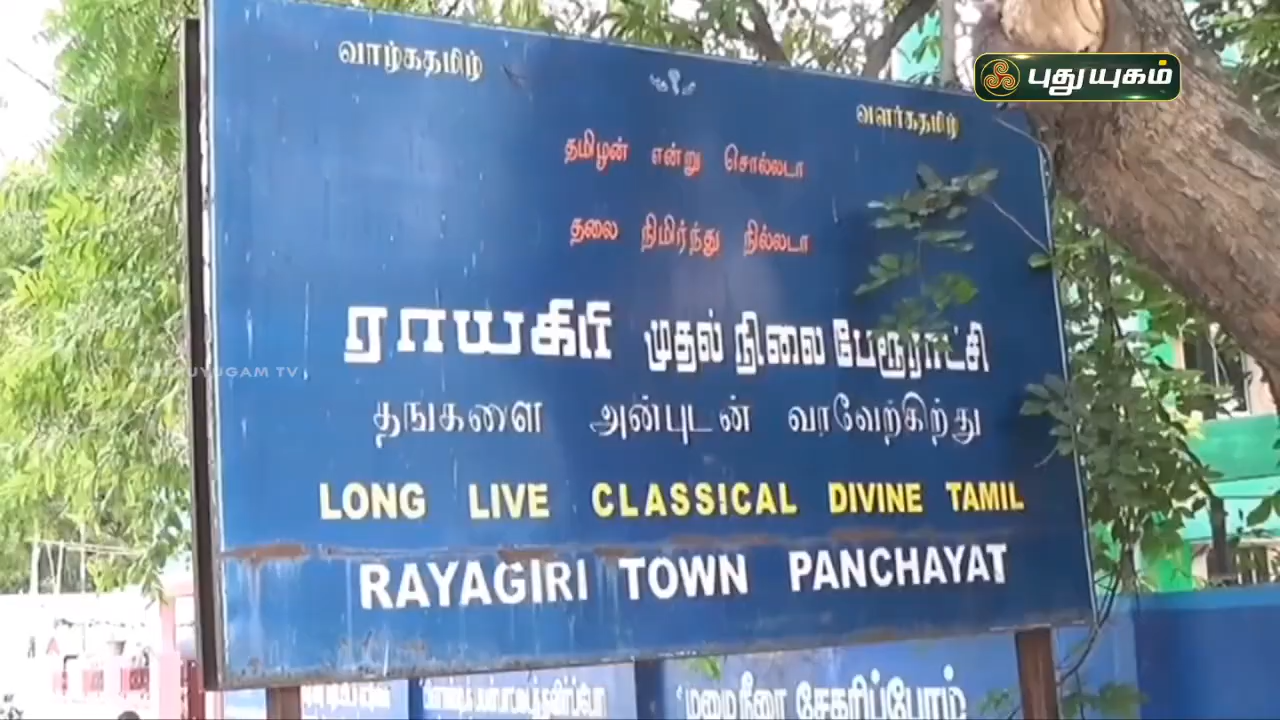 புதுயுகம்
வாழ்கதமிழ்
வளர்கதமிழ்
தமிழன் என்று சொல்லடா
தலை நிமிர்ந்து நில்லடா
ராயகிரி முதல் நிலை பேரூராட்சி
தங்களை அன்புடன் வரவேற்கிறது
LONG LIVE CLASSICAL DIVINE TAMIL
RAYAGIRI TOWN PANCHAYAT
சேகரிப்போம்